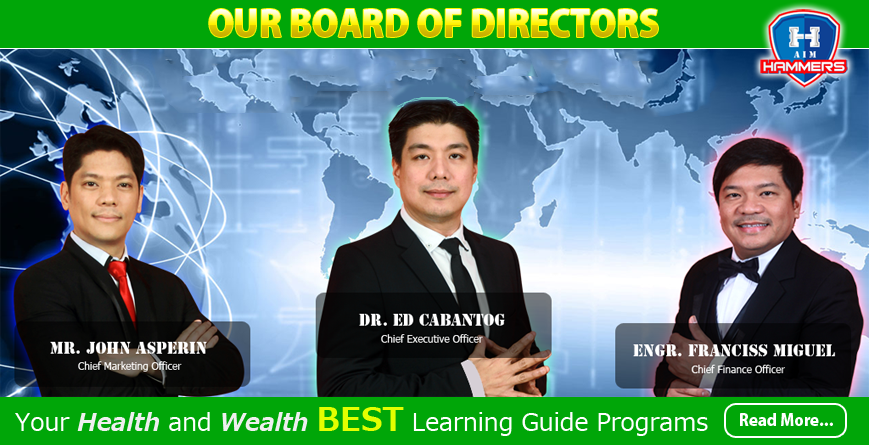 OUR BOARD OF DIRECTORS
H
AIM
HAMMERS
DR. ED CABANTOG
Chief Executive Officer
MR. JOHN ASPERIN
Chief Marketing Officer
ENGR. FRANCISS MIGUEL
Chief Finance Officer
Your Health and Wealth BEST Learning Guide Programs
Read More...